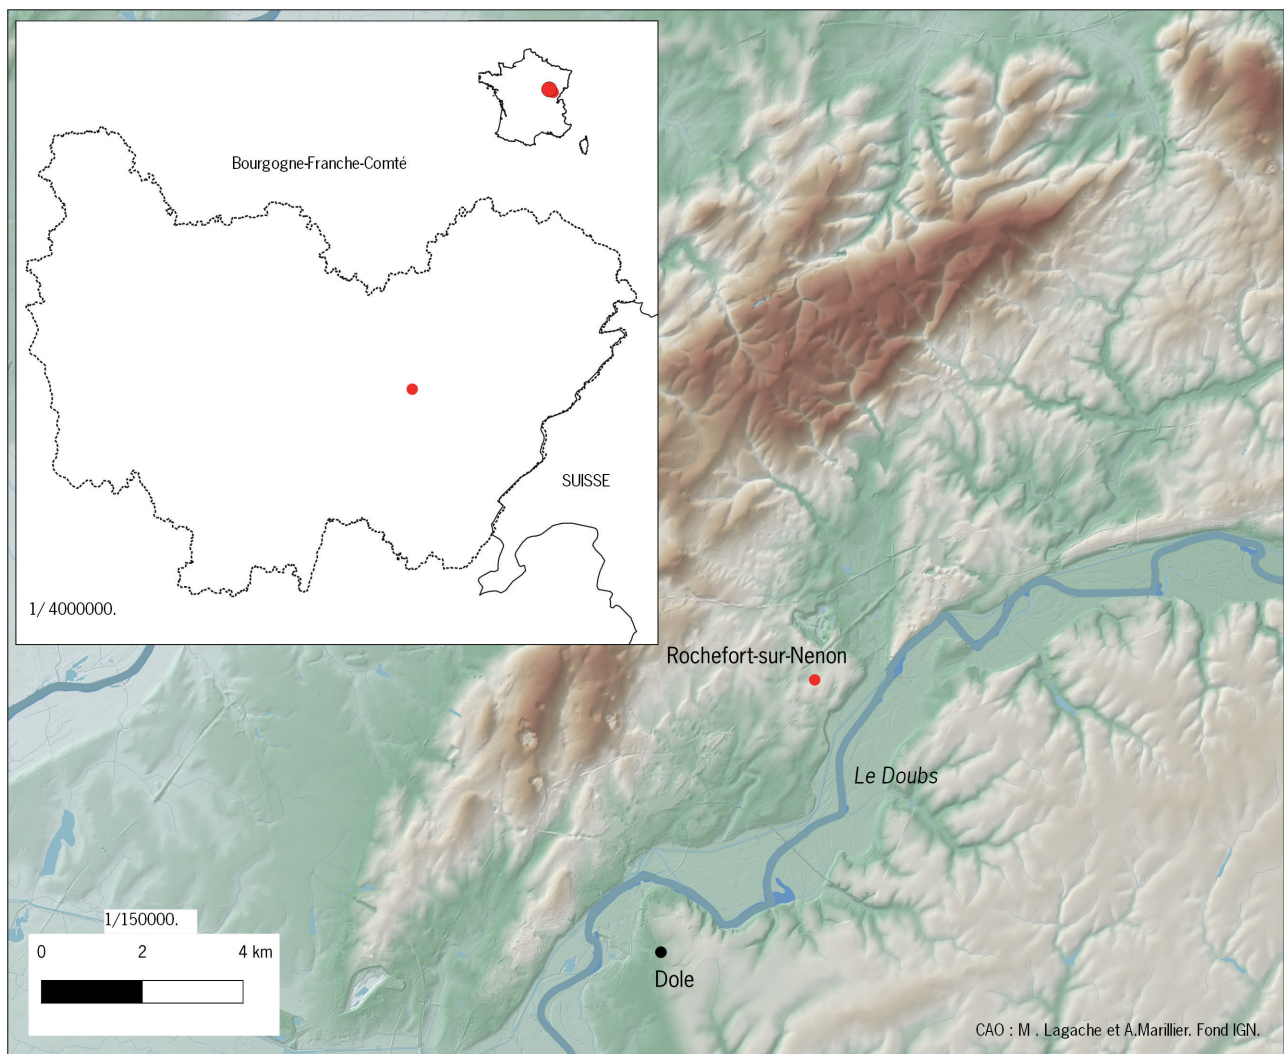 Bourgogne-Franche-Comté
SUISSE
1/ 4000000.
Rochefort-sur-Nenon
Le Doubs
1/150000.
0 2 4 km
Dole
CAO : M . Lagache et A.Marillier. Fond IGN.